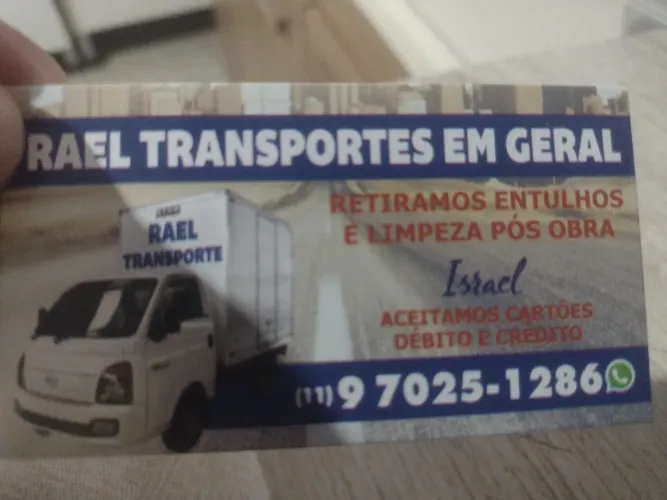 RAEL TRANSPORTES EM GERAL
RETIRAMOS ENTULHOS
E LIMPEZA PÓS OBRA
RAEL
TRANSPORTE
Israel
ACEITAMOS CARTÕES
DÉBITO E CRÉDITO
(11) 9 7025-1286